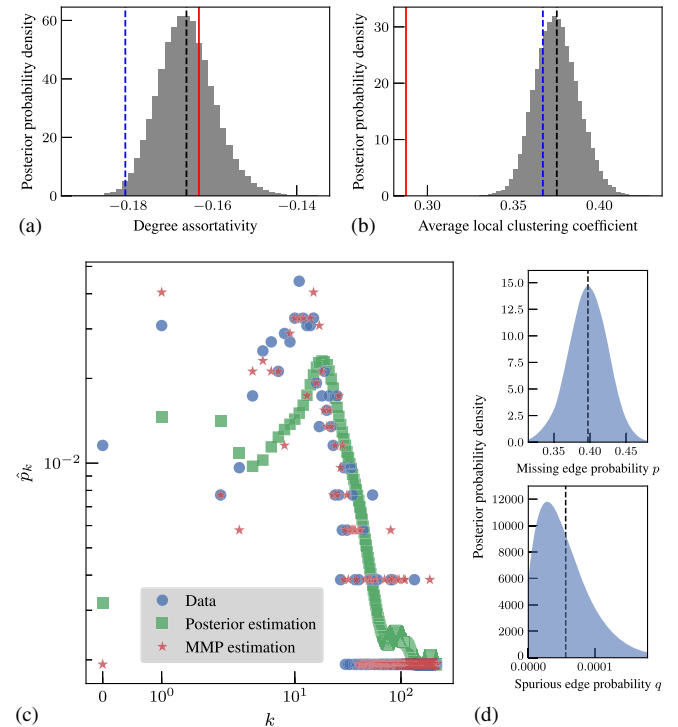 60
40
20
0
Posterior probability density
−0.18
−0.16
−0.14
(a)
Degree assortativity
30
20
10
0
Posterior probability density
0.30
0.35
0.40
(b)
Average local clustering coefficient
10⁻²
p̂ₖ
Data
Posterior estimation
MMP estimation
0
10⁰
10¹
10²
(c)
k
15.0
12.5
10.0
7.5
5.0
2.5
0.0
0.35
0.40
0.45
Missing edge probability p
Posterior probability density
12000
10000
8000
6000
4000
2000
0
0.0000
0.0001
(d)
Spurious edge probability q